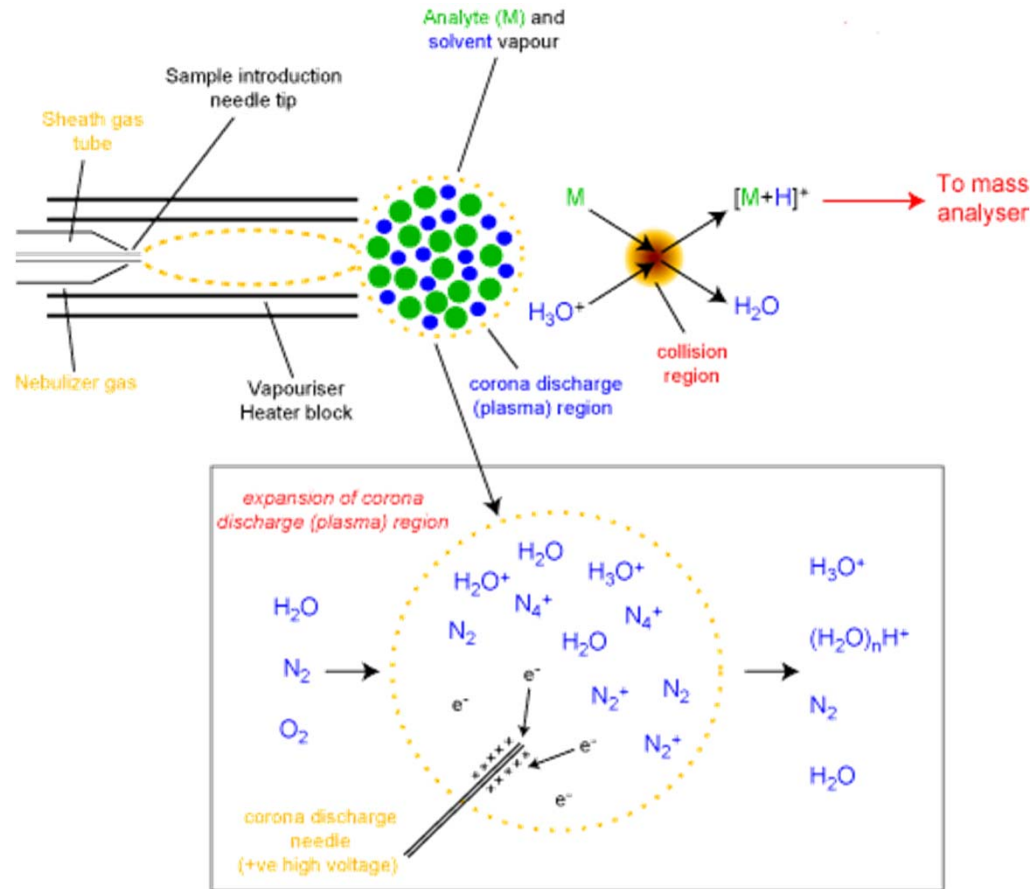 Analyte (M) and
solvent vapour
Sample introduction
needle tip
Sheath gas
tube
Nebulizer gas
Vapouriser
Heater block
corona discharge
(plasma) region
M
H₃O⁺
[M+H]⁺
H₂O
collision
region
To mass
analyser
expansion of corona
discharge (plasma) region
H₂O
N₂
O₂
H₂O
H₂O⁺
H₃O⁺
N₄⁺
N₄⁺
N₂
H₂O
e⁻
e⁻
N₂⁺
N₂
N₂⁺
e⁻
e⁻
++++
+++++
corona discharge
needle
(+ve high voltage)
H₃O⁺
(H₂O)ₙH⁺
N₂
H₂O